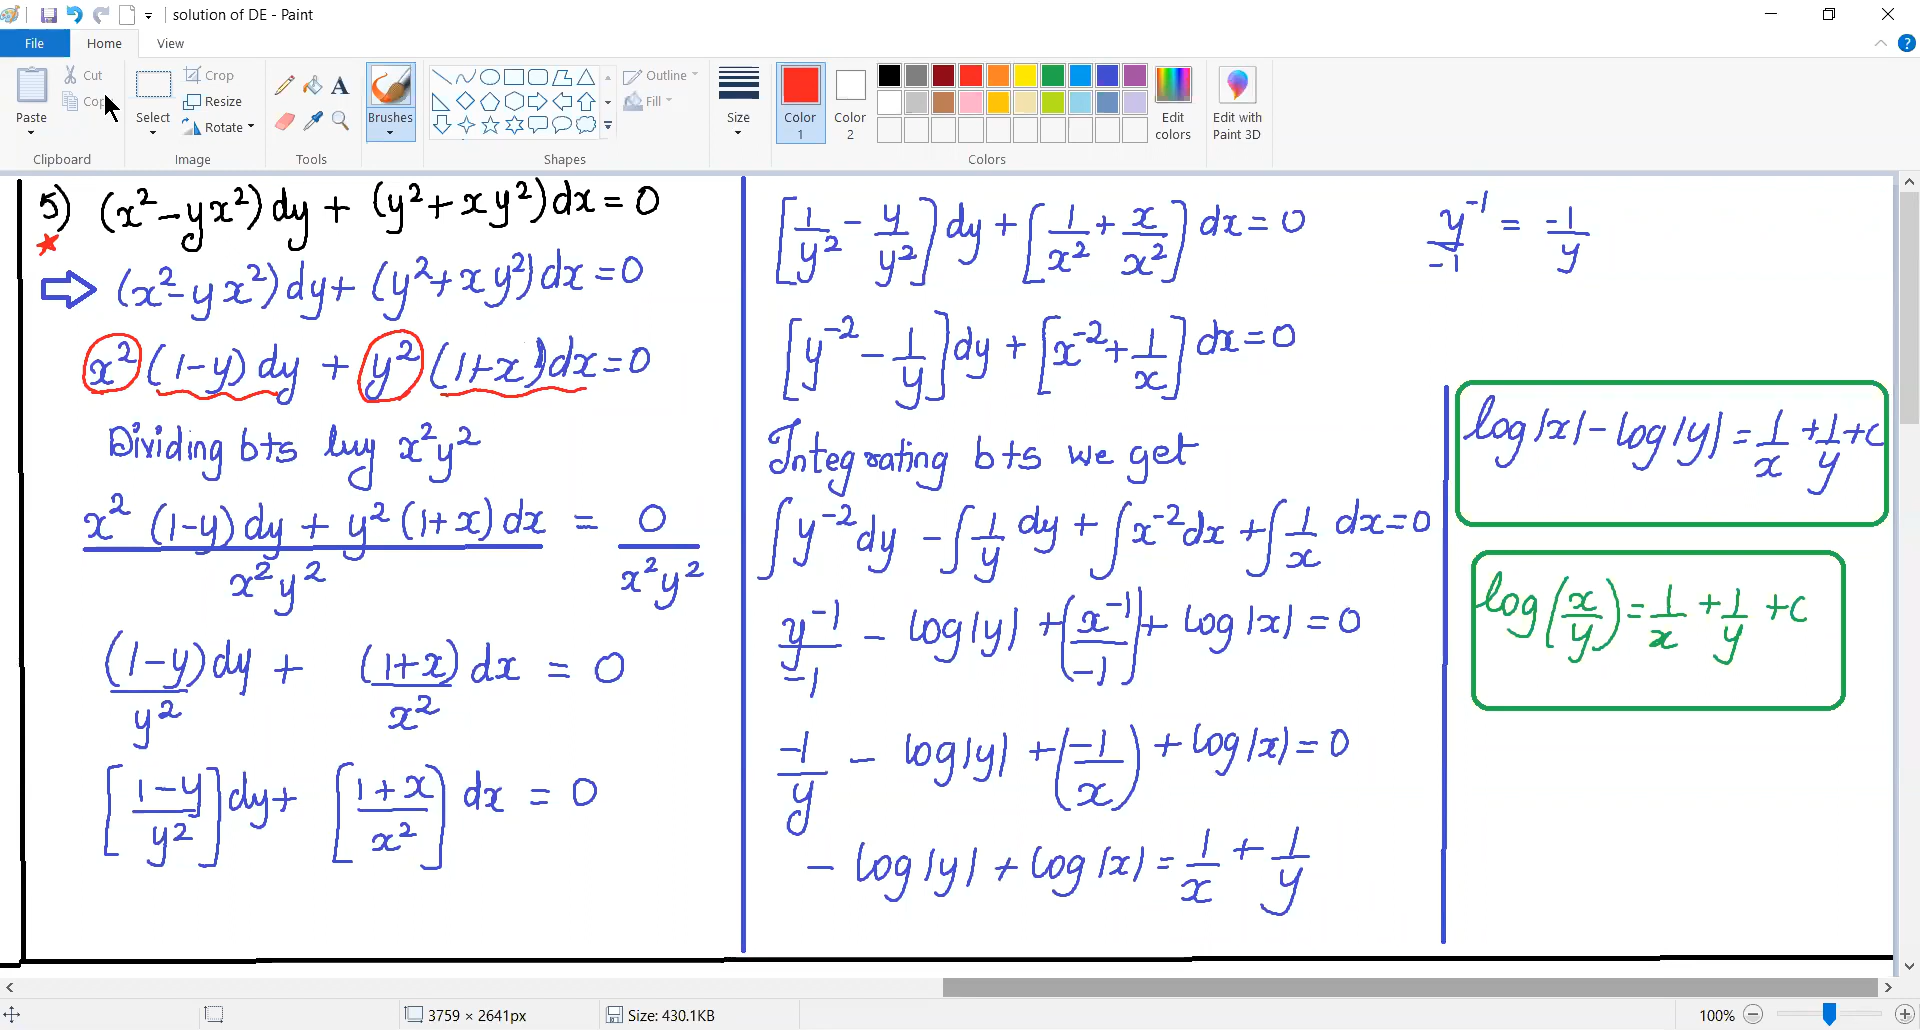 solution of DE - Paint
File Home View
Paste
Cut
Clipboard
Select
Crop
Resize
Rotate
Image
Tools
Brushes
Shapes
Outline
Fill
Size
Color 1
Color 2
Colors
Edit colors
Edit with Paint 3D
5) (x²-yx²)dy + (y²+xy²)dx=0
⇨ (x²-yx²)dy+ (y²+xy²)dx=0
x²(1-y)dy + y²(1+x)dx=0
Dividing bts by x²y²
x²(1-y)dy + y²(1+x)dx / x²y² = 0 / x²y²
(1-y)/y² dy + (1+x)/x² dx = 0
[1-y/y²]dy+ [1+x/x²] dx = 0
[1/y² - y/y²]dy + [1/x² + x/x²] dx=0
[y⁻² - 1/y]dy + [x⁻² + 1/x] dx=0
Integrating bts we get
∫y⁻²dy - ∫1/y dy + ∫x⁻²dx + ∫1/x dx=0
y⁻¹/-1 - log|y| + (x⁻¹/-1) + log|x| = 0
-1/y - log|y| + (-1/x) + log|x| = 0
- log|y| + log|x| = 1/x + 1/y
y⁻¹/-1 = -1/y
log|x| - log|y| = 1/x + 1/y + c
log(x/y) = 1/x + 1/y + c
3759 × 2641px
Size: 430.1KB
100%